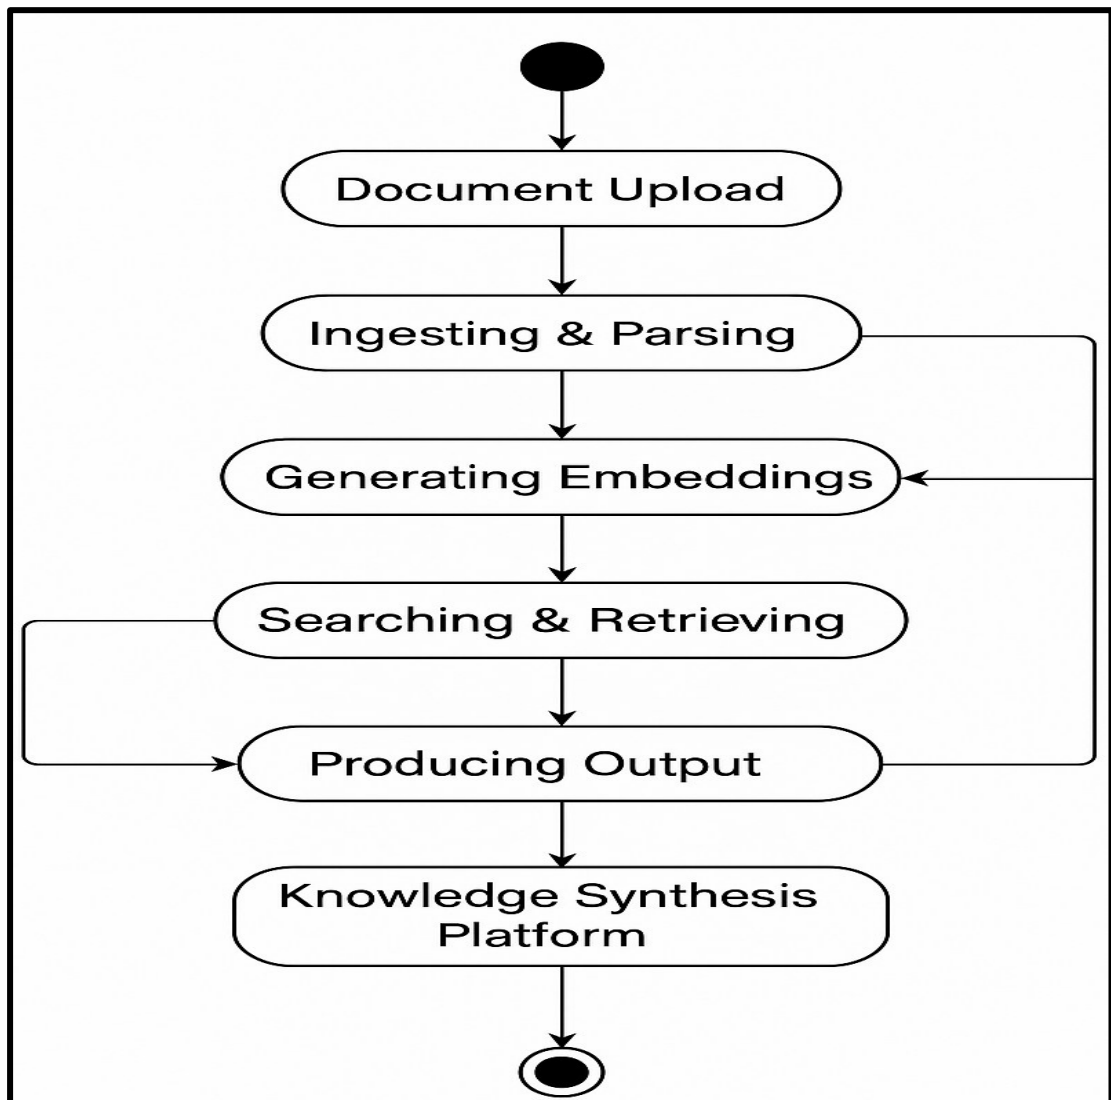 Document Upload
Ingesting & Parsing
Generating Embeddings
Searching & Retrieving
Producing Output
Knowledge Synthesis
Platform